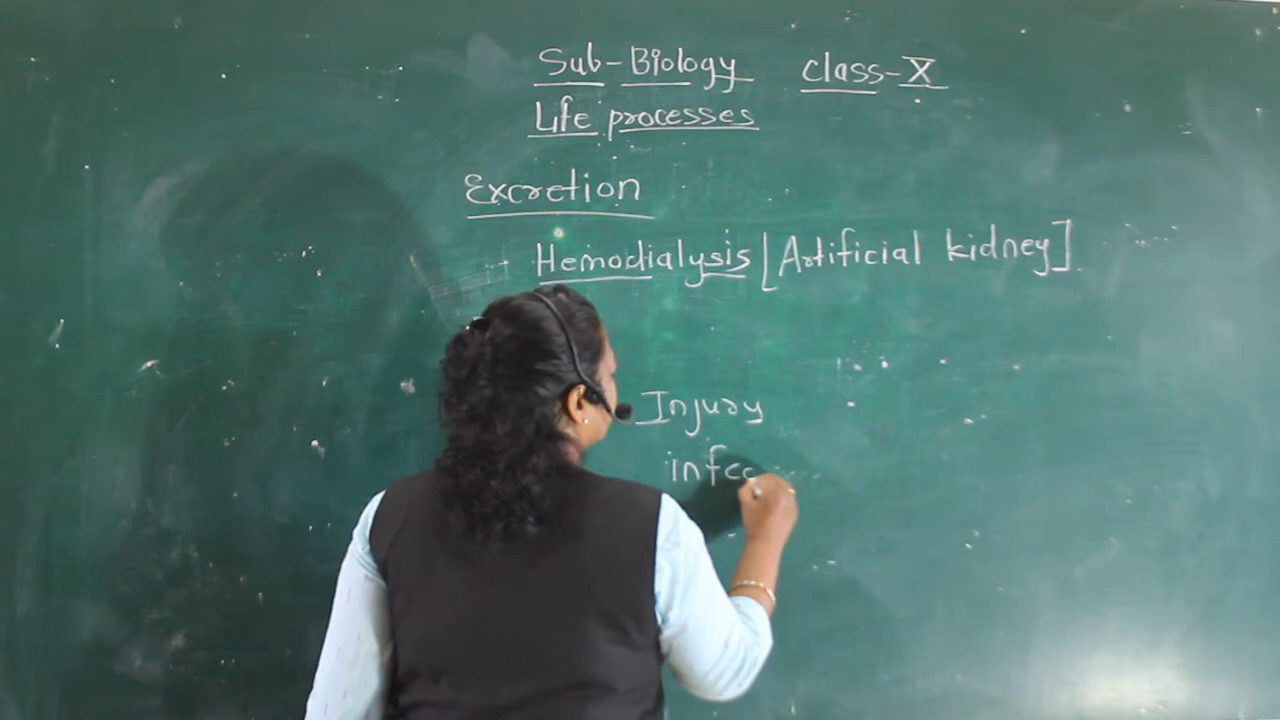 Sub-Biology class-X
Life processes
Excretion
Hemodialysis [Artificial kidney]
Injury
infec